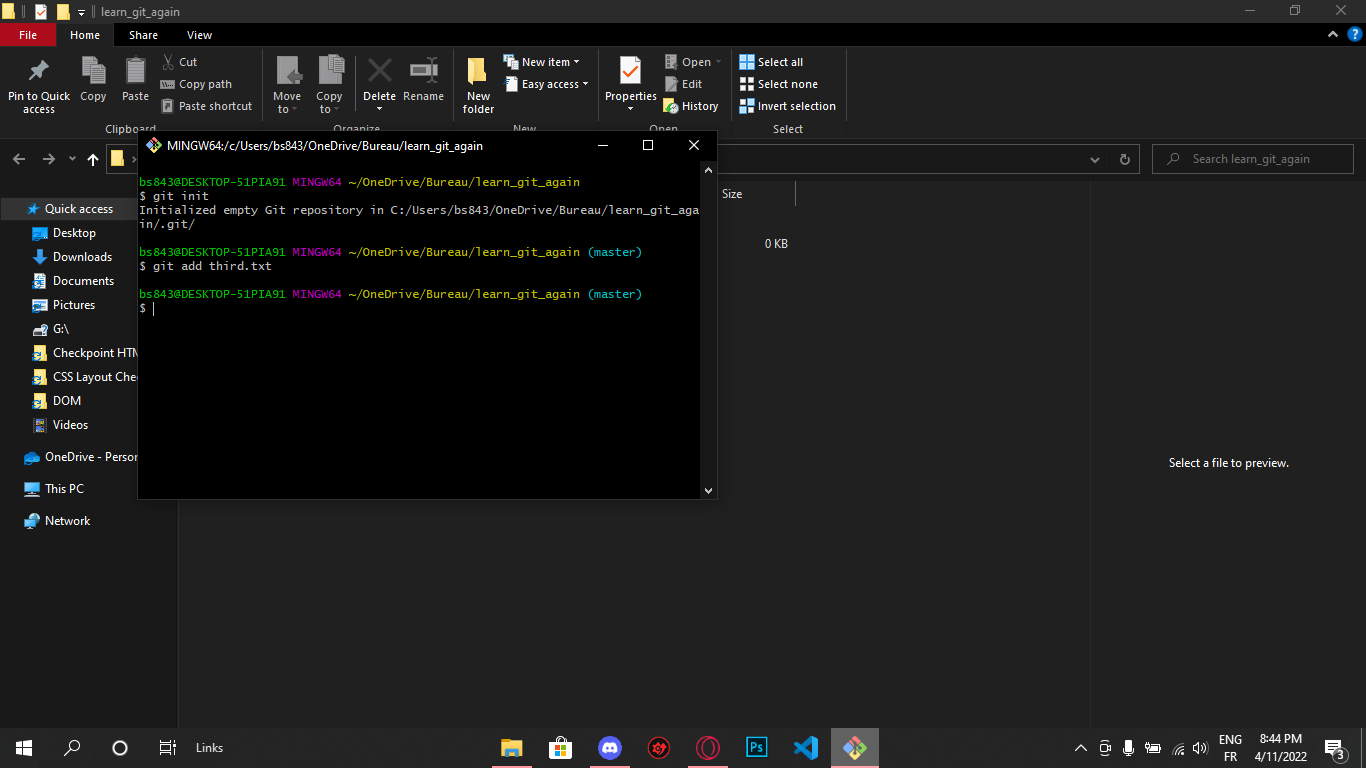 learn_git_again
File Home Share View
Pin to Quick access
Copy
Paste
Cut
Copy path
Paste shortcut
Clipboard
Move to
Copy to
Delete
Rename
Organize
New folder
New item
Easy access
New
Properties
Open
Edit
History
Open
Select all
Select none
Invert selection
Select
Search learn_git_again
MINGW64:/c/Users/bs843/OneDrive/Bureau/learn_git_again
bs843@DESKTOP-51PIA91 MINGW64 ~/OneDrive/Bureau/learn_git_again
$ git init
Initialized empty Git repository in C:/Users/bs843/OneDrive/Bureau/learn_git_aga
in/.git/
bs843@DESKTOP-51PIA91 MINGW64 ~/OneDrive/Bureau/learn_git_again (master)
$ git add third.txt
bs843@DESKTOP-51PIA91 MINGW64 ~/OneDrive/Bureau/learn_git_again (master)
$
Size
0 KB
Quick access
Desktop
Downloads
Documents
Pictures
G:\
Checkpoint HTM
CSS Layout Che
DOM
Videos
OneDrive - Person
This PC
Network
Select a file to preview.
Links
Ps
ENG
FR
8:44 PM
4/11/2022
3